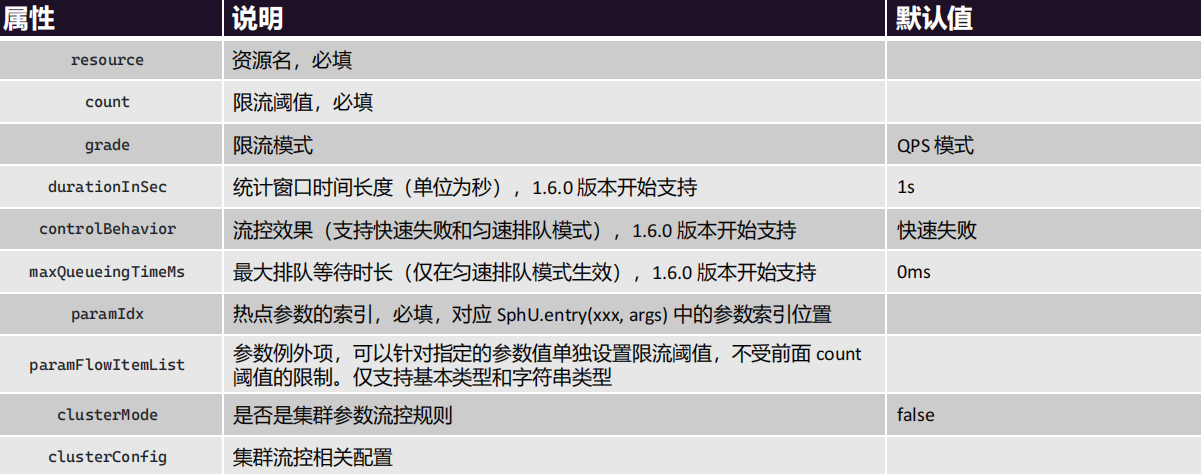 属性 说明 默认值
resource 资源名，必填
count 限流阈值，必填
grade 限流模式 QPS 模式
durationInSec 统计窗口时间长度（单位为秒），1.6.0 版本开始支持 1s
controlBehavior 流控效果（支持快速失败和匀速排队模式），1.6.0 版本开始支持 快速失败
maxQueueingTimeMs 最大排队等待时长（仅在匀速排队模式生效），1.6.0 版本开始支持 0ms
paramIdx 热点参数的索引，必填，对应 SphU.entry(xxx, args) 中的参数索引位置
paramFlowItemList 参数例外项，可以针对指定的参数值单独设置限流阈值，不受前面 count
阈值的限制。仅支持基本类型和字符串类型
clusterMode 是否是集群参数流控规则 false
clusterConfig 集群流控相关配置